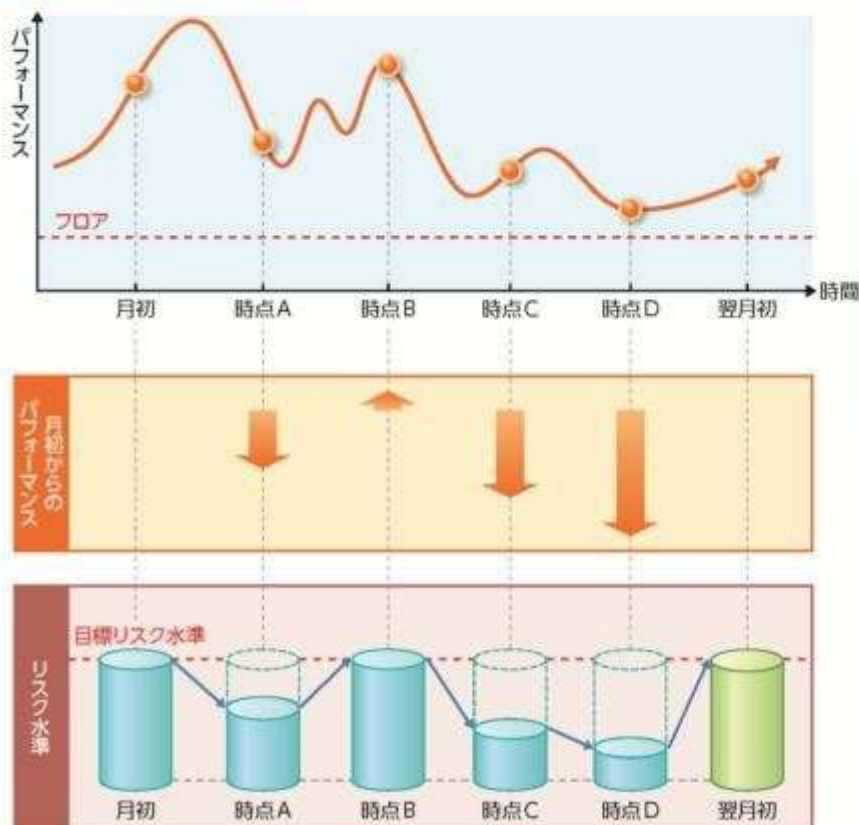 パフォーマンス
フロア
時間
月初 時点A 時点B 時点C 時点D 翌月初
月初からの
パフォーマンス
目標リスク水準
リスク水準
月初 時点A 時点B 時点C 時点D 翌月初